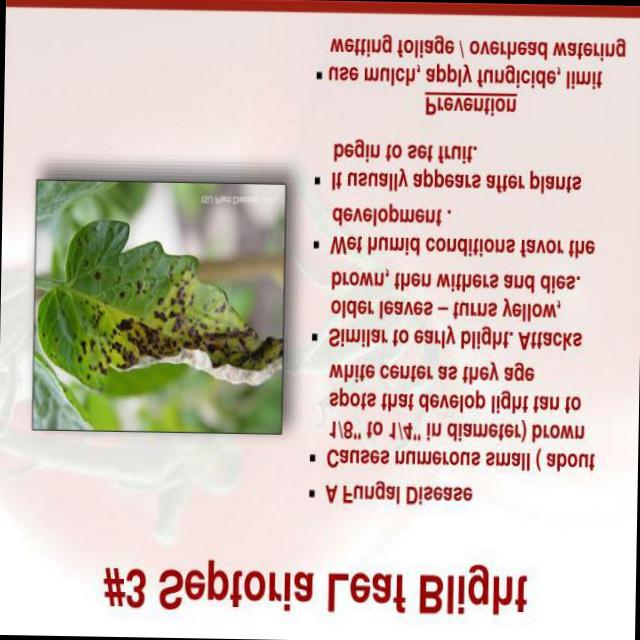 #3 Septoria Leaf Blight
▪ A Fungal Disease
▪ Causes numerous small ( about
1/8" to 1/4" in diameter) brown
spots that develop light tan to
white center as they age
▪ Similar to early blight. Attacks
older leaves – turns yellow,
brown, then withers and dies.
▪ Wet humid conditions favor the
development .
▪ It usually appears after plants
begin to set fruit.
Prevention
▪ use mulch, apply fungicide, limit
wetting foliage / overhead watering
ISU Plant Disease